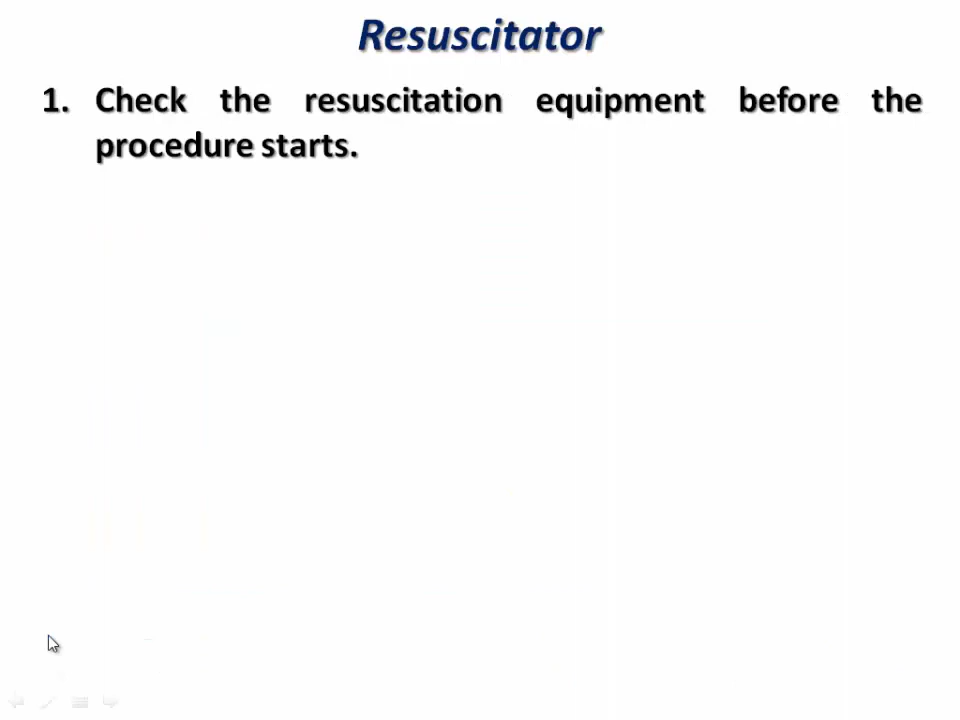 Resuscitator
1. Check the resuscitation equipment before the
procedure starts.